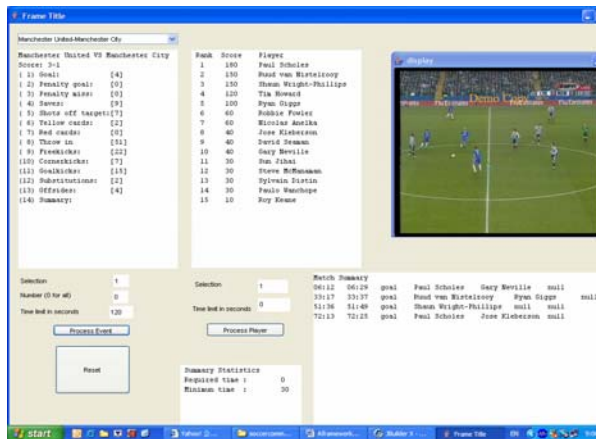 Frame Title
Manchester United-Manchester City
Manchester United VS Manchester City
Score: 3-1
( 1) Goal: [4]
( 2) Penalty goal: [0]
( 3) Penalty miss: [0]
( 4) Saves: [9]
( 5) Shots off target:[7]
( 6) Yellow cards: [2]
( 7) Red cards: [0]
( 8) Throw in [51]
( 9) Freekicks: [22]
(10) Cornerkicks: [7]
(11) Goalkicks: [15]
(12) Substitutions: [2]
(13) Offsides: [4]
(14) Summary:
Rank Score Player
1 180 Paul Scholes
2 150 Ruud van Nistelrooy
3 150 Shaun Wright-Phillips
4 120 Tim Howard
5 100 Ryan Giggs
6 60 Robbie Fowler
7 60 Nicolas Anelka
8 40 Jose Kleberson
9 40 David Seaman
10 40 Gary Neville
11 30 Sun Jihai
12 30 Steve McManaman
13 30 Sylvain Distin
14 30 Paulo Wanchope
15 10 Roy Keane
display
Demo
Selection 1
Number (0 for all) 0
Time limit in seconds 120
Process Event
Reset
Selection 1
Time limit in seconds 0
Process Player
Summary Statistics
Required time : 0
Minimum time : 30
Match Summary
06:12 06:29 goal Paul Scholes Gary Neville null
33:17 33:37 goal Ruud van Nistelrooy Ryan Giggs null
51:36 51:49 goal Shaun Wright-Phillips null null
72:13 72:25 goal Paul Scholes Jose Kleberson null
start
Yahoo!
soccercomm...
Aframework...
JBuilder X -...
Frame Title
EN